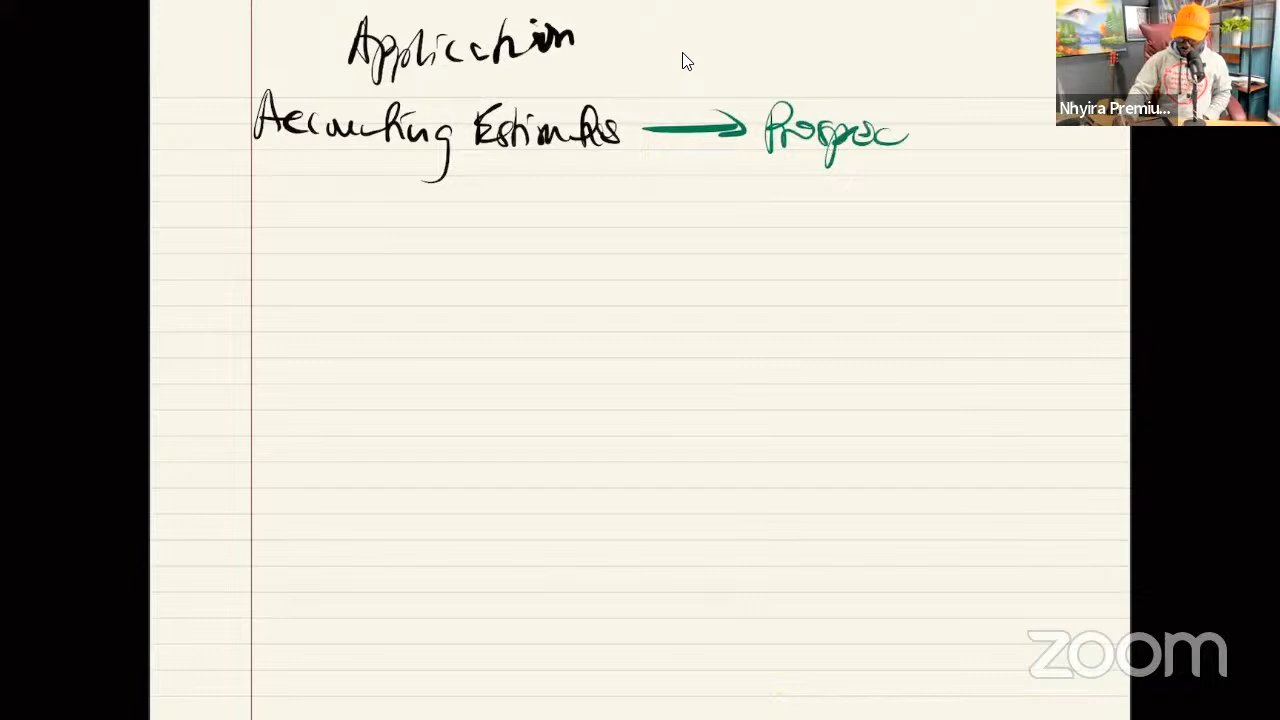 Application
Accounting Estimates → Prospec
Nhyira Premiu...
zoom